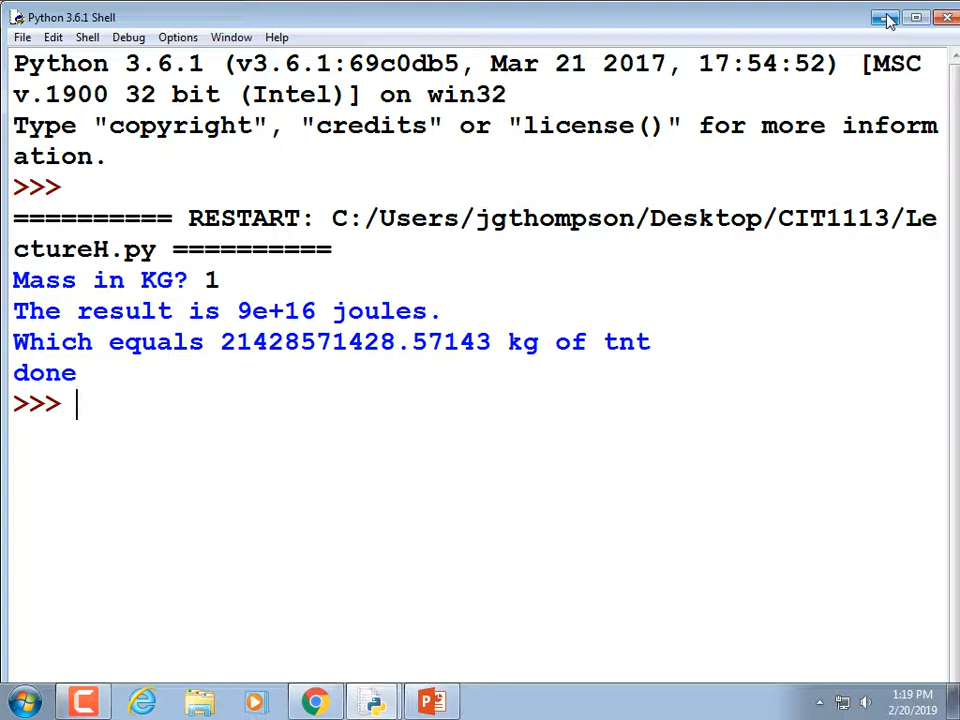 Python 3.6.1 Shell
File Edit Shell Debug Options Window Help
Python 3.6.1 (v3.6.1:69c0db5, Mar 21 2017, 17:54:52) [MSC
v.1900 32 bit (Intel)] on win32
Type "copyright", "credits" or "license()" for more inform
ation.
>>>
========== RESTART: C:/Users/jgthompson/Desktop/CIT1113/Le
ctureH.py ==========
Mass in KG? 1
The result is 9e+16 joules.
Which equals 21428571428.57143 kg of tnt
done
>>>
1:19 PM
2/20/2019